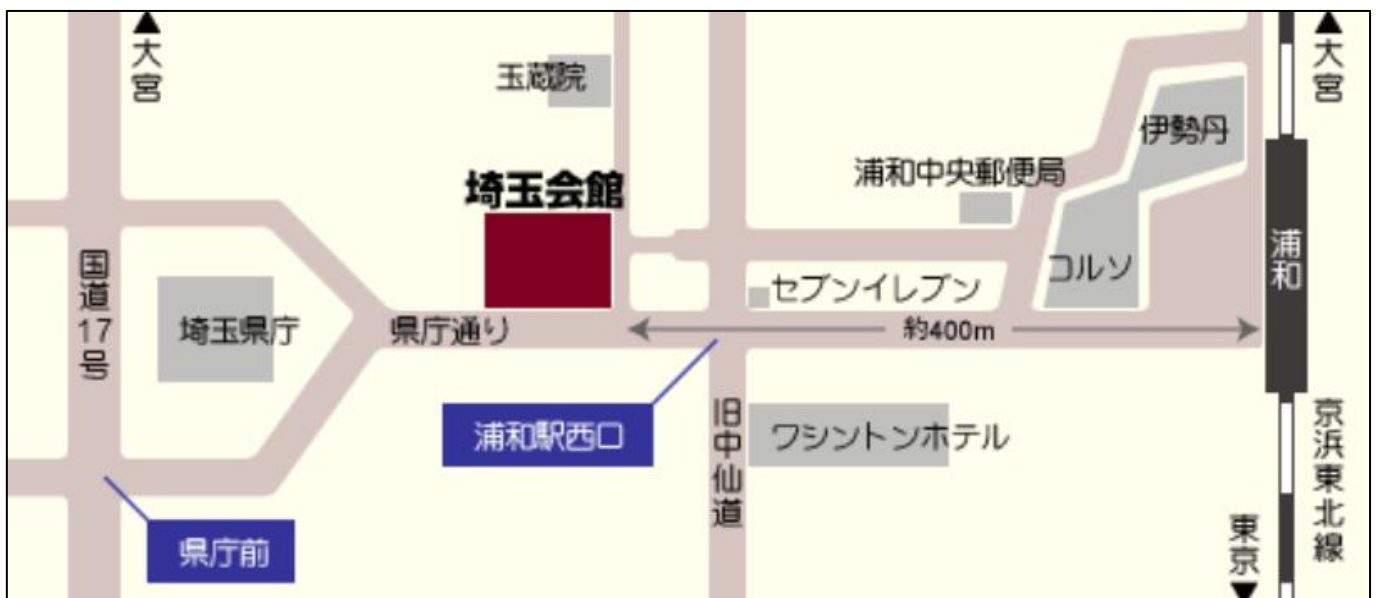 ▲大宮
▲大宮
玉蔵院
伊勢丹
浦和中央郵便局
埼玉会館
浦和
国道17号
コルソ
セブンイレブン
埼玉県庁
県庁通り
約400m
浦和駅西口
旧中仙道
ワシントンホテル
京浜東北線
県庁前
東京▼